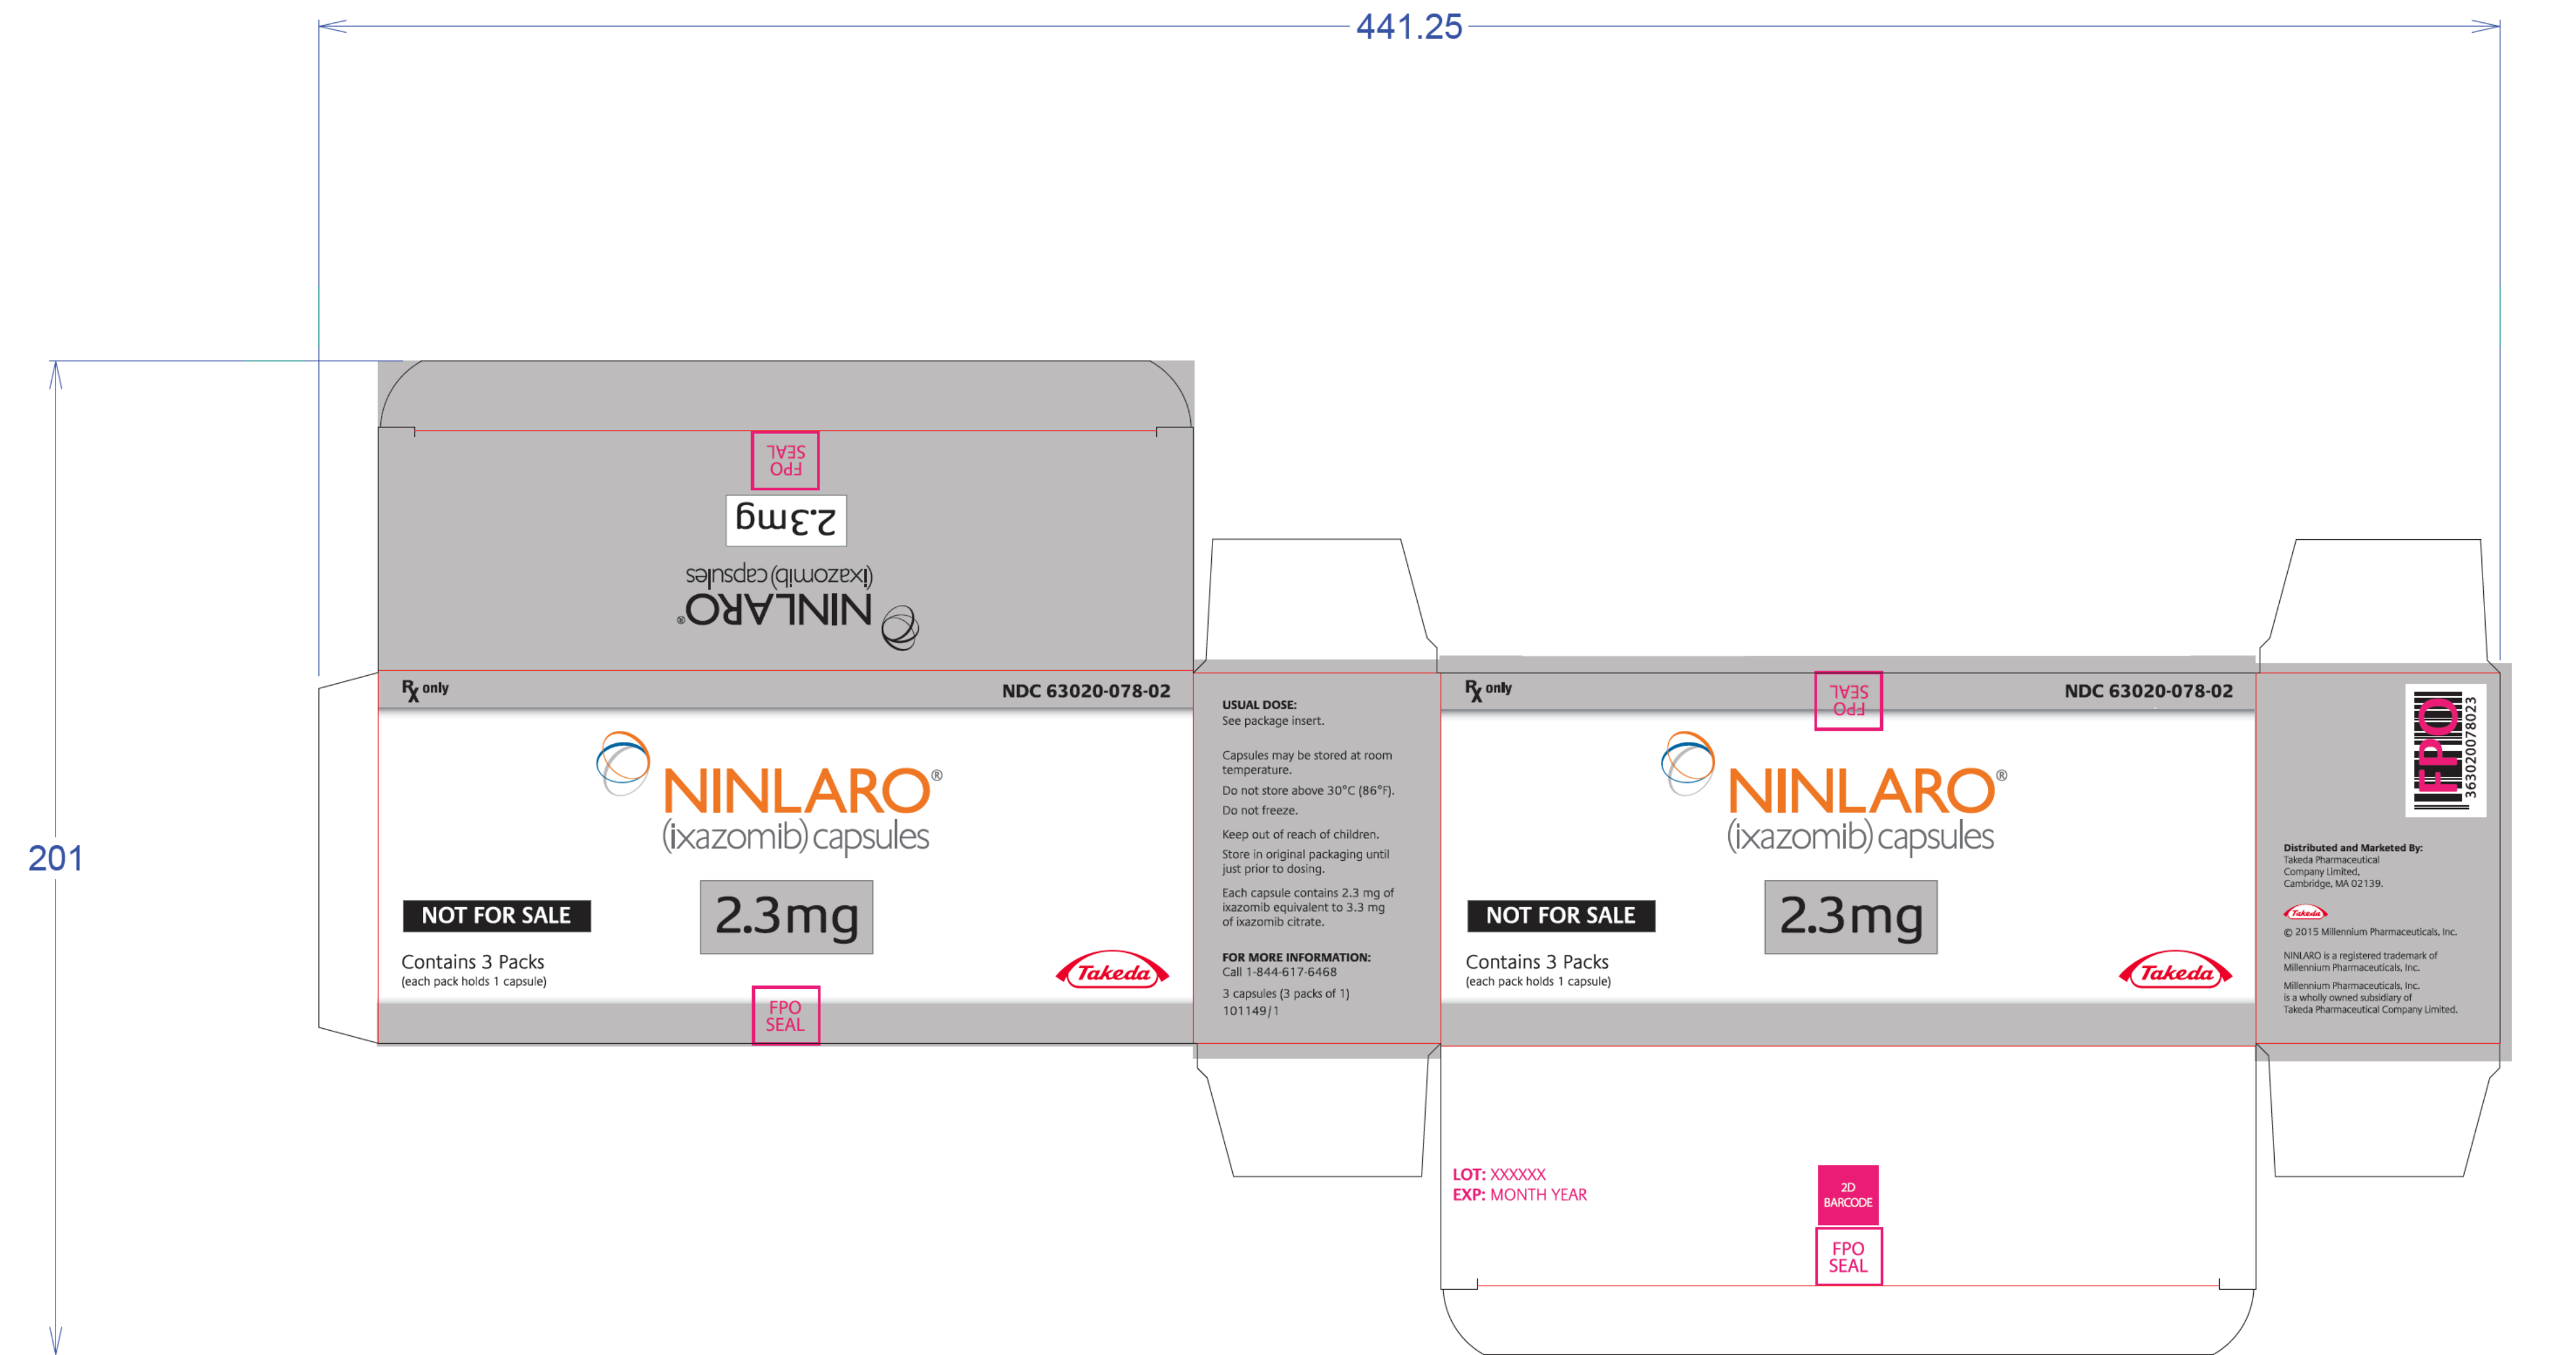 441.25
201
FPO
SEAL
2.3mg
(ixazomib) capsules
NINLARO®
Rx only
NDC 63020-078-02
NINLARO®
(ixazomib) capsules
2.3mg
NOT FOR SALE
Contains 3 Packs
(each pack holds 1 capsule)
Takeda
FPO
SEAL
USUAL DOSE:
See package insert.
Capsules may be stored at room
temperature.
Do not store above 30°C (86°F).
Do not freeze.
Keep out of reach of children.
Store in original packaging until
just prior to dosing.
Each capsule contains 2.3 mg of
ixazomib equivalent to 3.3 mg
of ixazomib citrate.
FOR MORE INFORMATION:
Call 1-844-617-6468
3 capsules (3 packs of 1)
101149/1
Rx only
FPO
SEAL
NDC 63020-078-02
NINLARO®
(ixazomib) capsules
2.3mg
NOT FOR SALE
Contains 3 Packs
(each pack holds 1 capsule)
Takeda
LOT: XXXXXX
EXP: MONTH YEAR
2D
BARCODE
FPO
SEAL
FPO
363020078023
Distributed and Marketed By:
Takeda Pharmaceutical
Company Limited,
Cambridge, MA 02139.
Takeda
© 2015 Millennium Pharmaceuticals, Inc.
NINLARO is a registered trademark of
Millennium Pharmaceuticals, Inc.
Millennium Pharmaceuticals, Inc.
is a wholly owned subsidiary of
Takeda Pharmaceutical Company Limited.